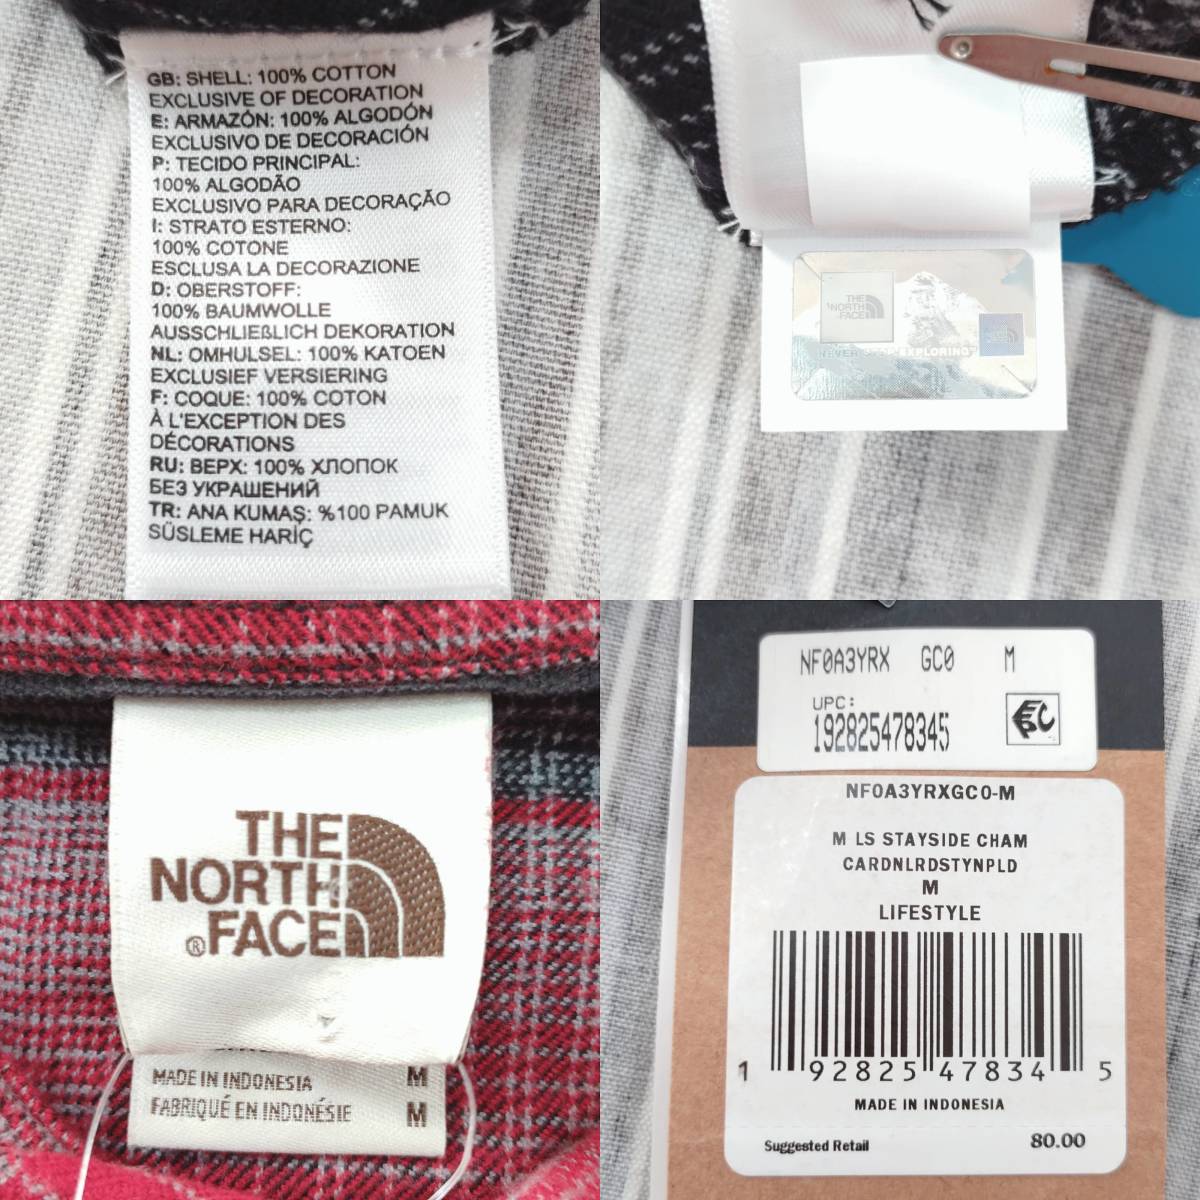 GB: SHELL: 100% COTTON
EXCLUSIVE OF DECORATION
E: ARMAZÓN: 100% ALGODÓN
EXCLUSIVO DE DECORACIÓN
P: TECIDO PRINCIPAL:
100% ALGODÃO
EXCLUSIVO PARA DECORAÇÃO
I: STRATO ESTERNO:
100% COTONE
ESCLUSA LA DECORAZIONE
D: OBERSTOFF:
100% BAUMWOLLE
AUSSCHLIEßLICH DEKORATION
NL: OMHULSEL: 100% KATOEN
EXCLUSIEF VERSIERING
F: COQUE: 100% COTON
À L'EXCEPTION DES
DÉCORATIONS
RU: ВЕРХ: 100% ХЛОПОК
БЕЗ УКРАШЕНИЙ
TR: ANA KUMAŞ: %100 PAMUK
SÜSLEME HARİÇ
THE
NORTH
FACE
NEVER STOP EXPLORING
THE
NORTH
®FACE
MADE IN INDONESIA M
FABRIQUÉ EN INDONÉSIE M
NF0A3YRX GC0 M
UPC:
192825478345
NF0A3YRXGC0-M
M LS STAYSIDE CHAM
CARDNLRDSTYNPLD
M
LIFESTYLE
1 92825 47834 5
MADE IN INDONESIA
Suggested Retail 80.00